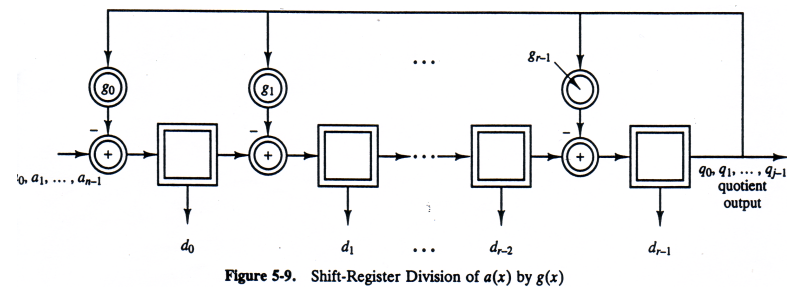 ...
g₀ g₁ gᵣ₋₁
− − −
+ + +
...
₀, a₁, ... , aₙ₋₁
q₀, q₁, ... , qⱼ₋₁
quotient
output
d₀ d₁ ... dᵣ₋₂ dᵣ₋₁
Figure 5-9. Shift-Register Division of a(x) by g(x)